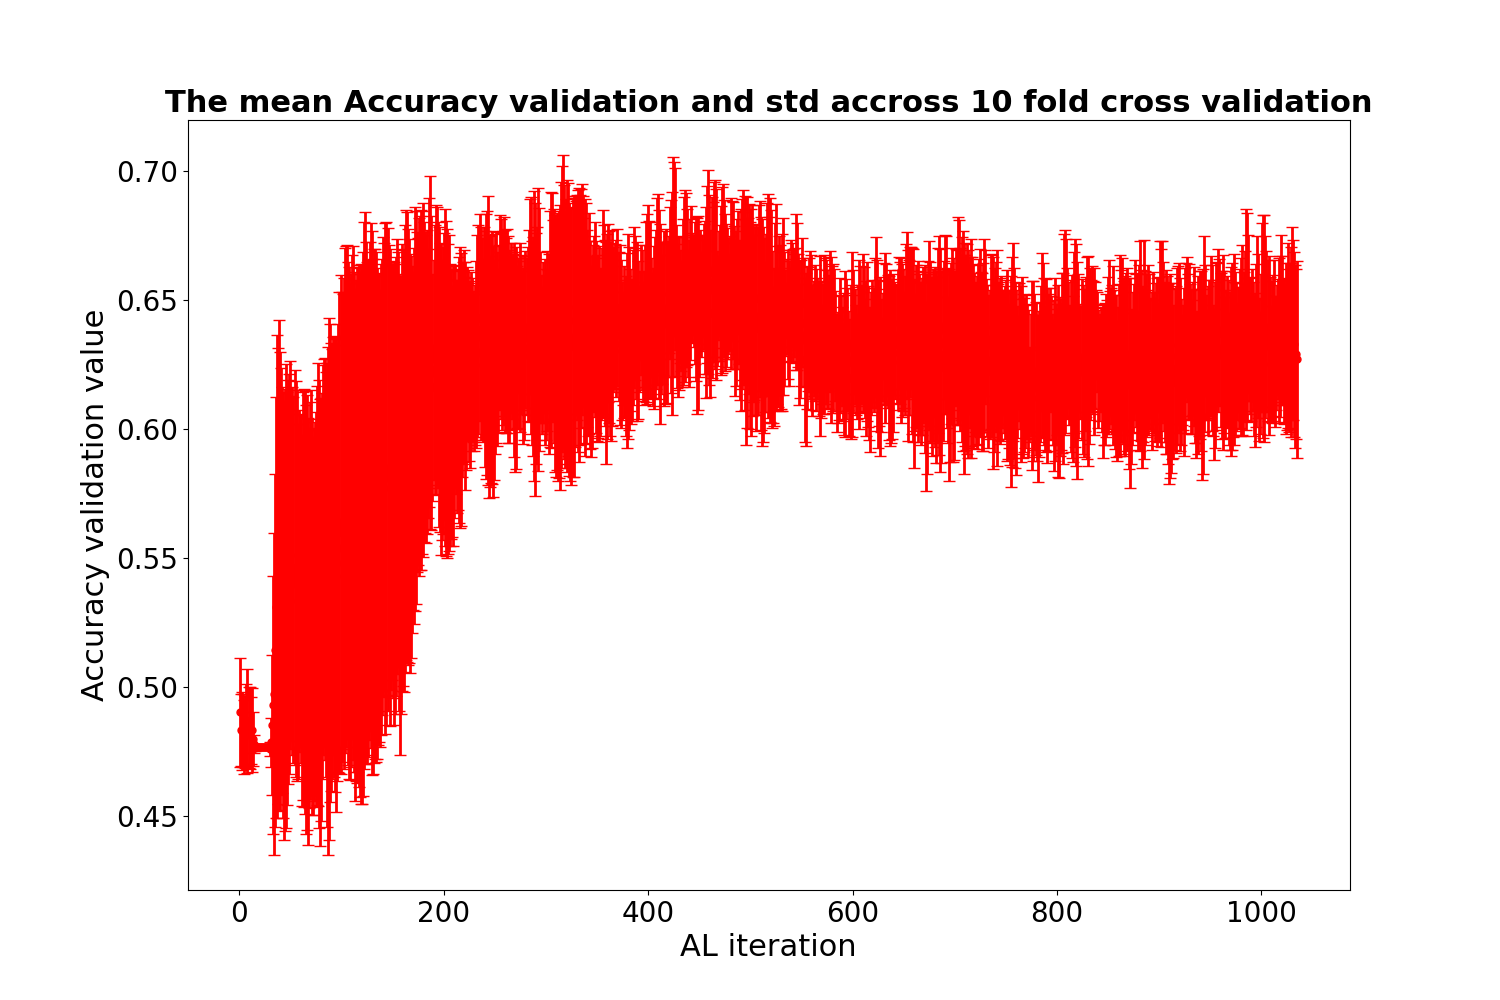 The mean Accuracy validation and std accross 10 fold cross validation
Accuracy validation value
0.70
0.65
0.60
0.55
0.50
0.45
0 200 400 600 800 1000
AL iteration